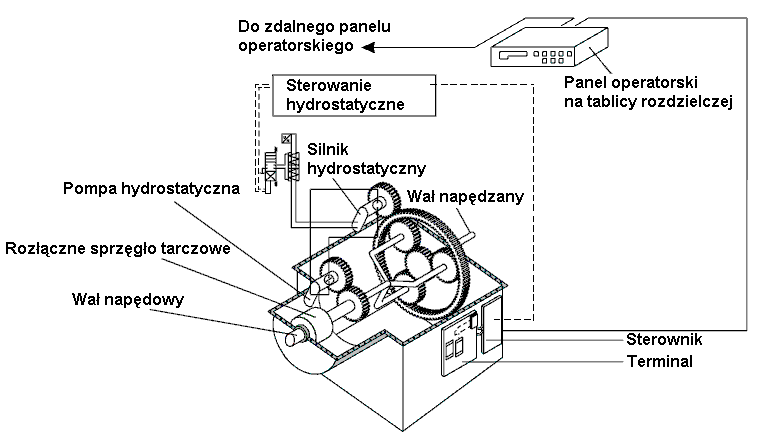 Do zdalnego panelu
operatorskiego
Panel operatorski
na tablicy rozdzielczej
Sterowanie
hydrostatyczne
Silnik
hydrostatyczny
Pompa hydrostatyczna
Wał napędzany
Rozłączne sprzęgło tarczowe
Wał napędowy
Sterownik
Terminal